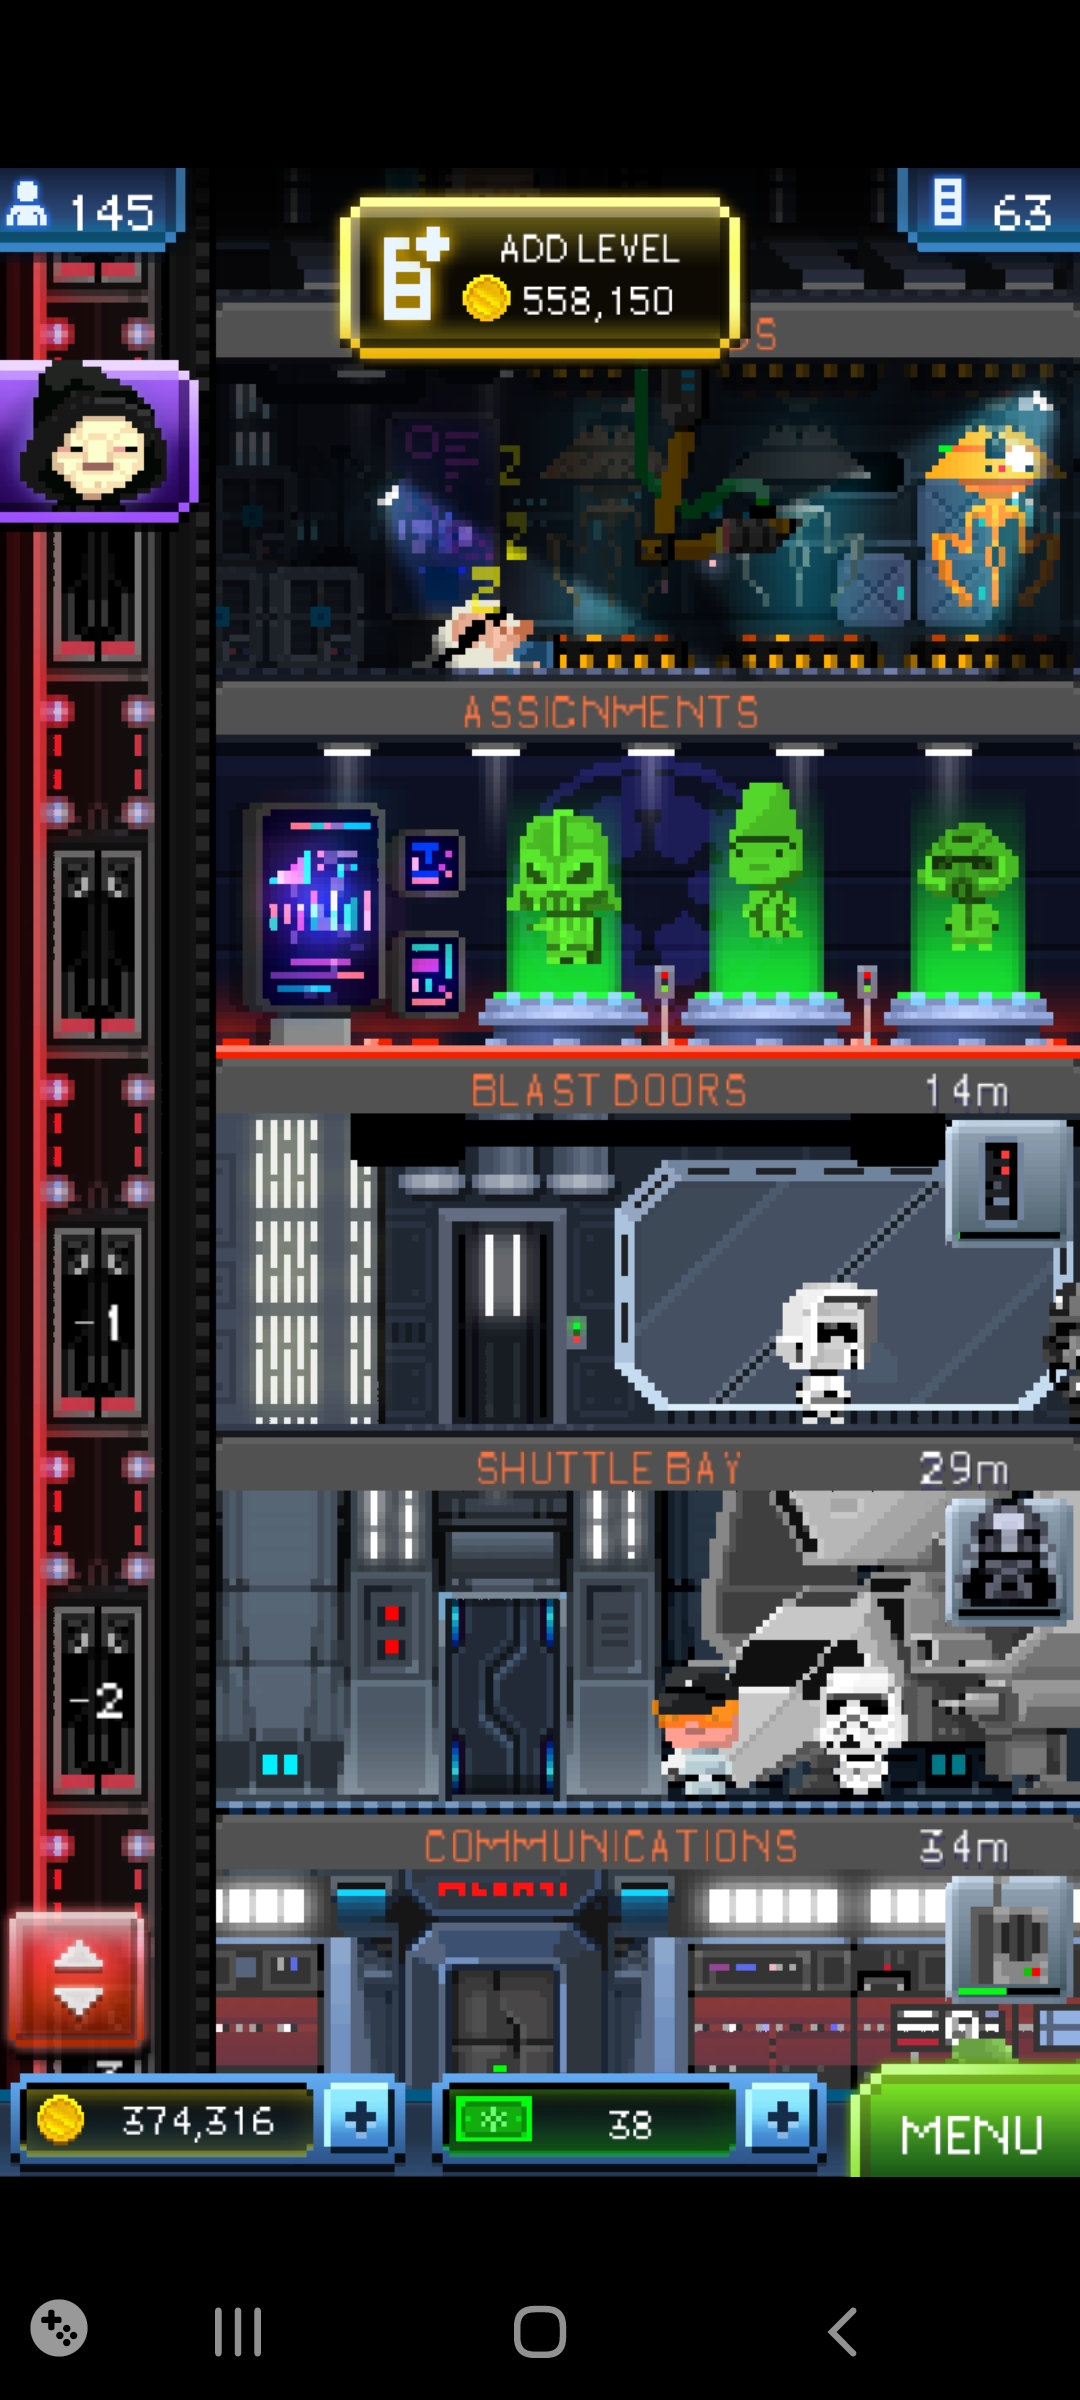 145
ADD LEVEL
558,150
63
ASSIGNMENTS
BLAST DOORS 14m
-1
SHUTTLE BAY 29m
-2
COMMUNICATIONS 34m
374,316
38
MENU